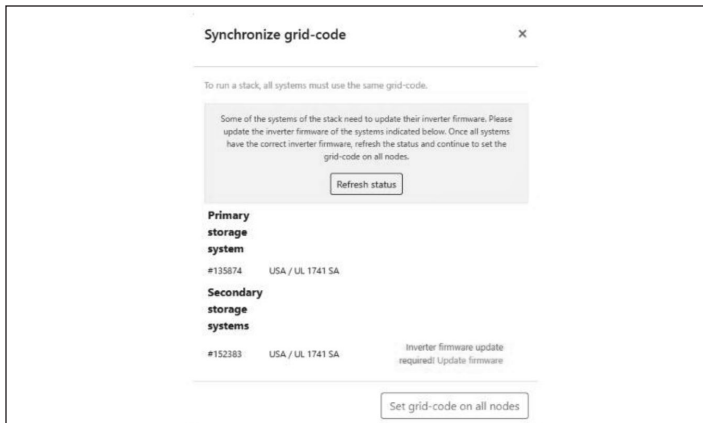 Synchronize grid-code ×
To run a stack, all systems must use the same grid-code.
Some of the systems of the stack need to update their inverter firmware. Please
update the inverter firmware of the systems indicated below. Once all systems
have the correct inverter firmware, refresh the status and continue to set the
grid-code on all nodes.
Refresh status
Primary
storage
system
#135874 USA / UL 1741 SA
Secondary
storage
systems
#152383 USA / UL 1741 SA Inverter firmware update
required! Update firmware
Set grid-code on all nodes